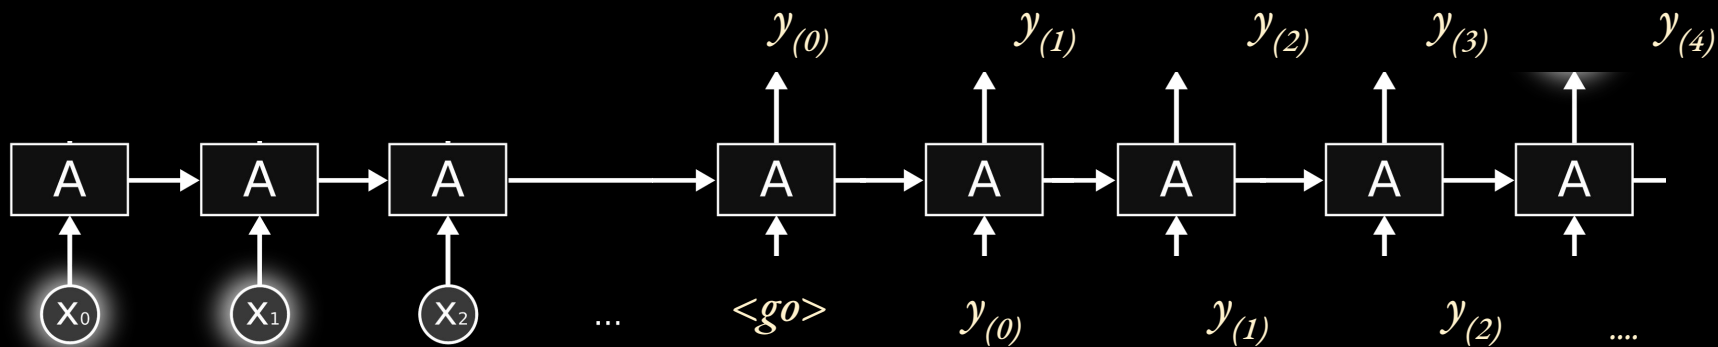 y(0) y(1) y(2) y(3) y(4)
A A A A A A A A
X0 X1 X2 ... <go> y(0) y(1) y(2) ....